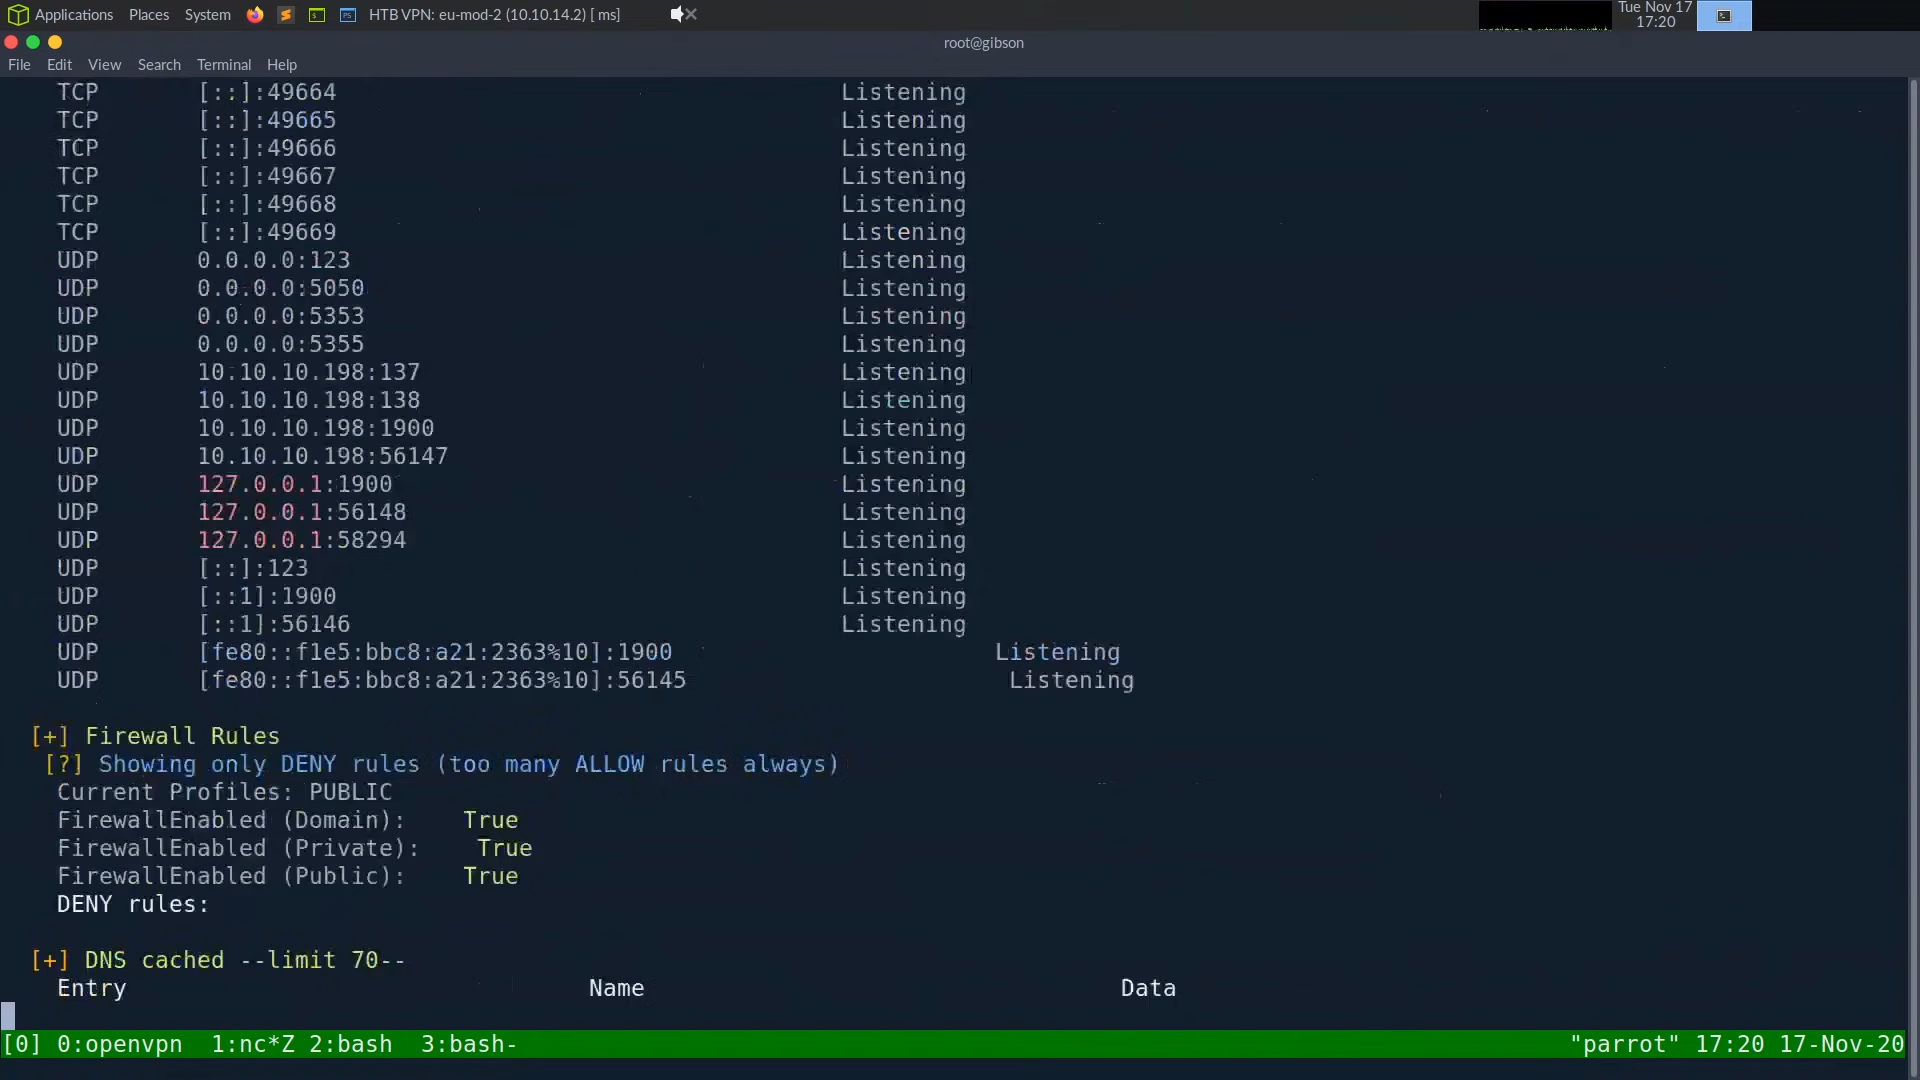 Applications Places System HTB VPN: eu-mod-2 (10.10.14.2) [ ms] Tue Nov 17
17:20
root@gibson
File Edit View Search Terminal Help
TCP [::]:49664 Listening
TCP [::]:49665 Listening
TCP [::]:49666 Listening
TCP [::]:49667 Listening
TCP [::]:49668 Listening
TCP [::]:49669 Listening
UDP 0.0.0.0:123 Listening
UDP 0.0.0.0:5050 Listening
UDP 0.0.0.0:5353 Listening
UDP 0.0.0.0:5355 Listening
UDP 10.10.10.198:137 Listening
UDP 10.10.10.198:138 Listening
UDP 10.10.10.198:1900 Listening
UDP 10.10.10.198:56147 Listening
UDP 127.0.0.1:1900 Listening
UDP 127.0.0.1:56148 Listening
UDP 127.0.0.1:58294 Listening
UDP [::]:123 Listening
UDP [::1]:1900 Listening
UDP [::1]:56146 Listening
UDP [fe80::f1e5:bbc8:a21:2363%10]:1900 Listening
UDP [fe80::f1e5:bbc8:a21:2363%10]:56145 Listening
[+] Firewall Rules
[?] Showing only DENY rules (too many ALLOW rules always)
Current Profiles: PUBLIC
FirewallEnabled (Domain): True
FirewallEnabled (Private): True
FirewallEnabled (Public): True
DENY rules:
[+] DNS cached --limit 70--
Entry Name Data
[0] 0:openvpn 1:nc*Z 2:bash 3:bash- "parrot" 17:20 17-Nov-20